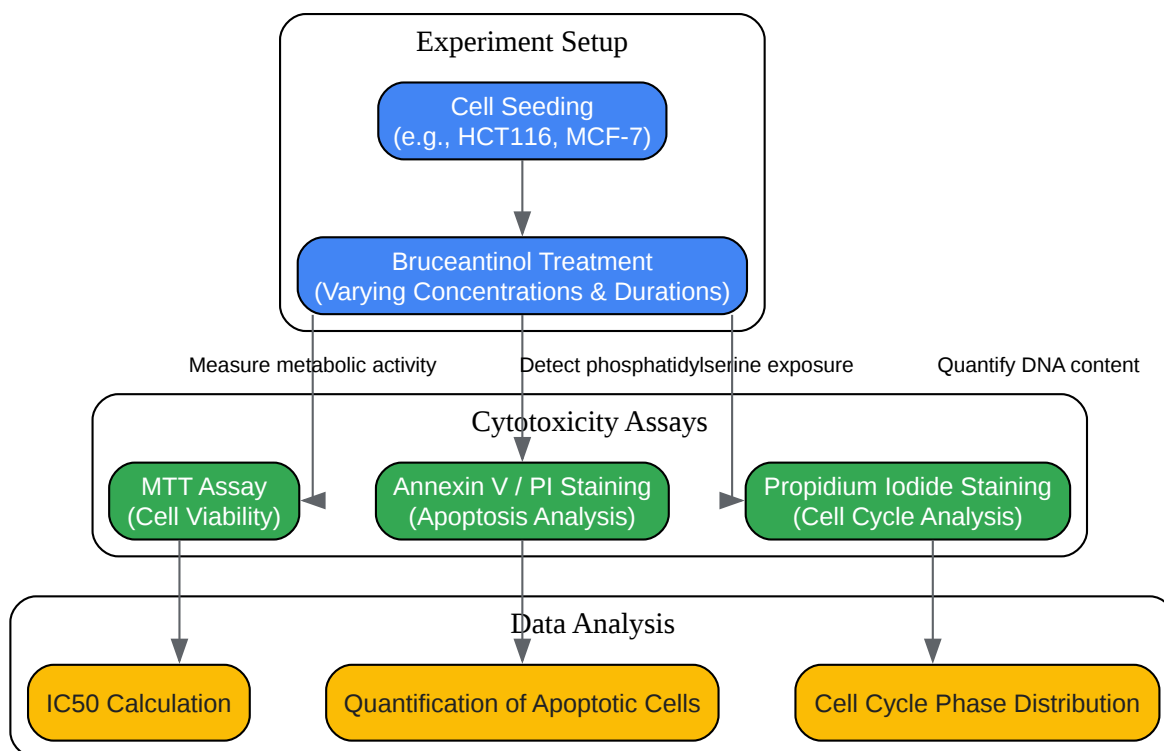 Experiment Setup
Cell Seeding
(e.g., HCT116, MCF-7)
Bruceantinol Treatment
(Varying Concentrations & Durations)
Measure metabolic activity
Detect phosphatidylserine exposure
Quantify DNA content
Cytotoxicity Assays
MTT Assay
(Cell Viability)
Annexin V / PI Staining
(Apoptosis Analysis)
Propidium Iodide Staining
(Cell Cycle Analysis)
Data Analysis
IC50 Calculation
Quantification of Apoptotic Cells
Cell Cycle Phase Distribution